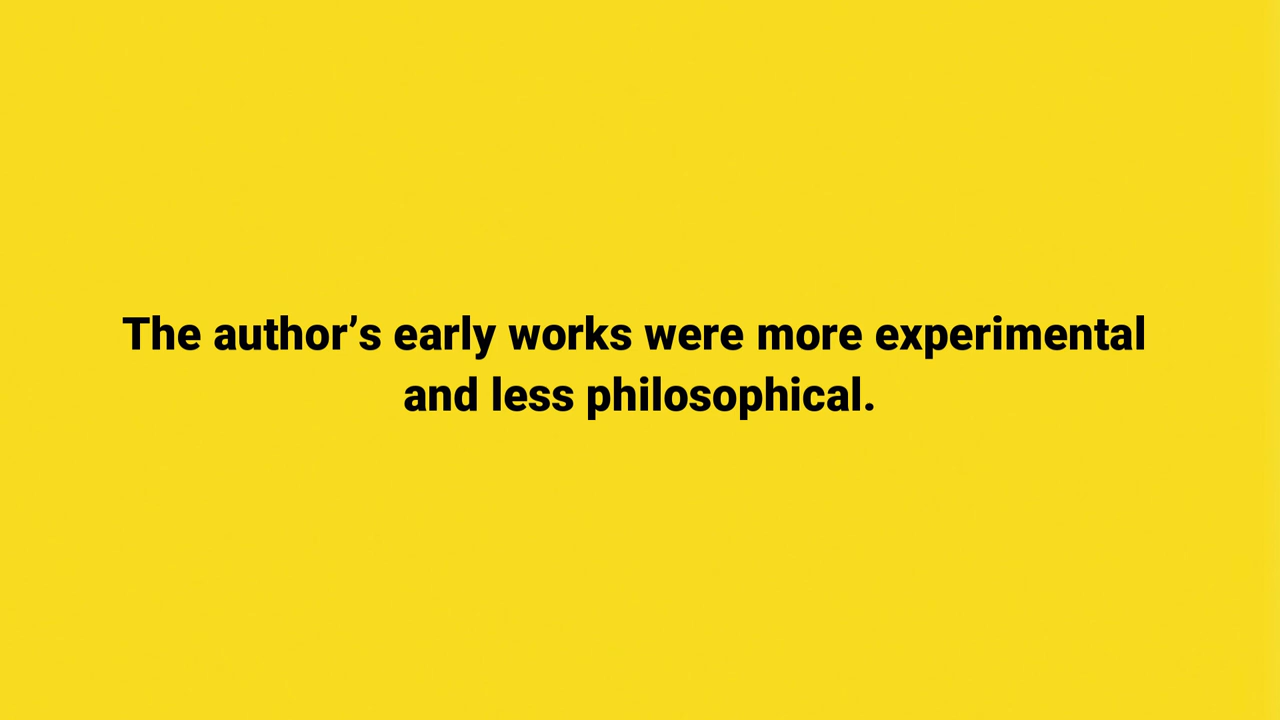 The author’s early works were more experimental
and less philosophical.